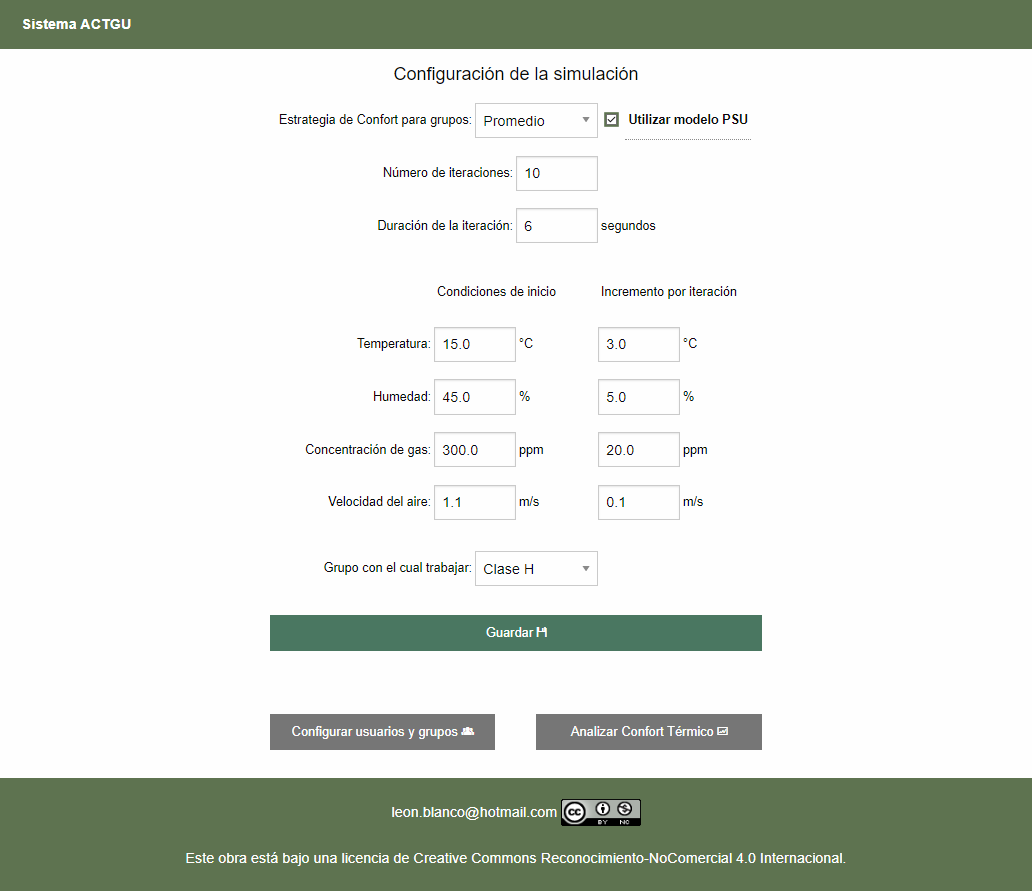 Sistema ACTGU
Configuración de la simulación
Estrategia de Confort para grupos: Promedio Utilizar modelo PSU
Número de iteraciones: 10
Duración de la iteración: 6 segundos
Condiciones de inicio Incremento por iteración
Temperatura: 15.0 °C 3.0 °C
Humedad: 45.0 % 5.0 %
Concentración de gas: 300.0 ppm 20.0 ppm
Velocidad del aire: 1.1 m/s 0.1 m/s
Grupo con el cual trabajar: Clase H
Guardar
Configurar usuarios y grupos Analizar Confort Térmico
leon.blanco@hotmail.com cc BY NC
Este obra está bajo una licencia de Creative Commons Reconocimiento-NoComercial 4.0 Internacional.